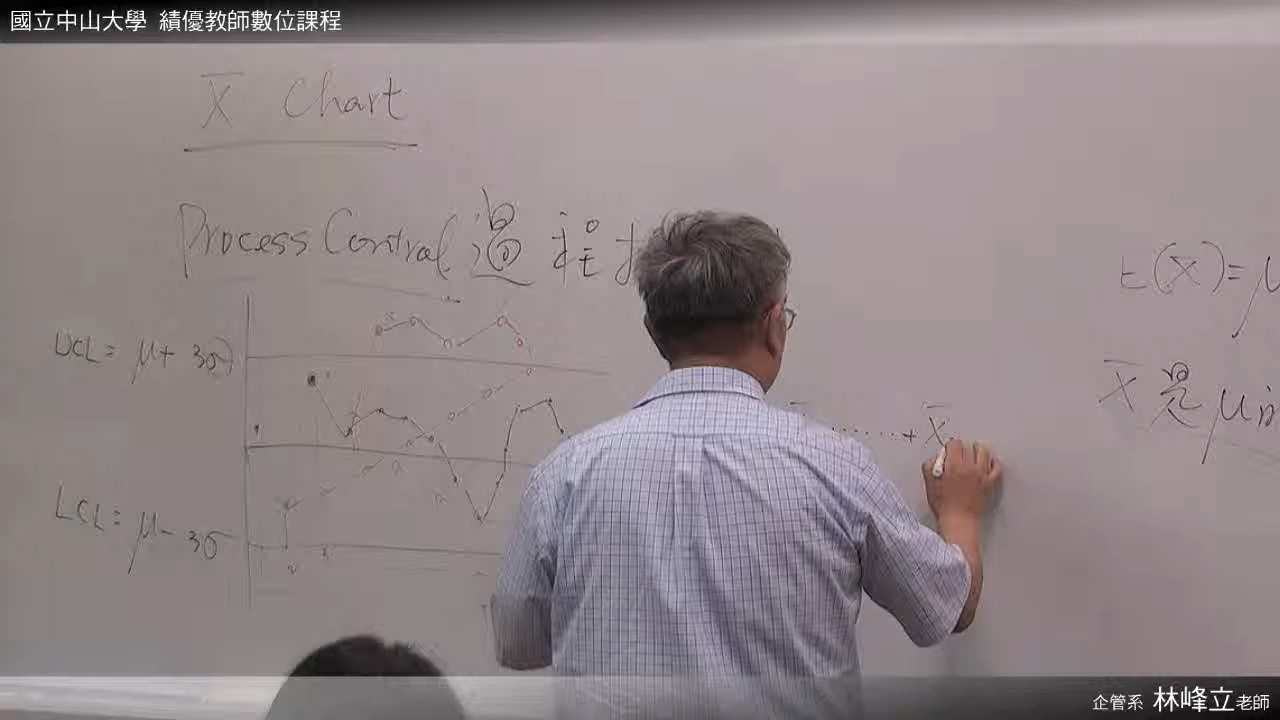 國立中山大學 績優教師數位課程
X̄ Chart
Process Control 過程
UCL = μ + 3σ
LCL = μ - 3σ
..... + X̄
E(X̄) = μ
X̄ 是 μ 的
企管系 林峰立老師